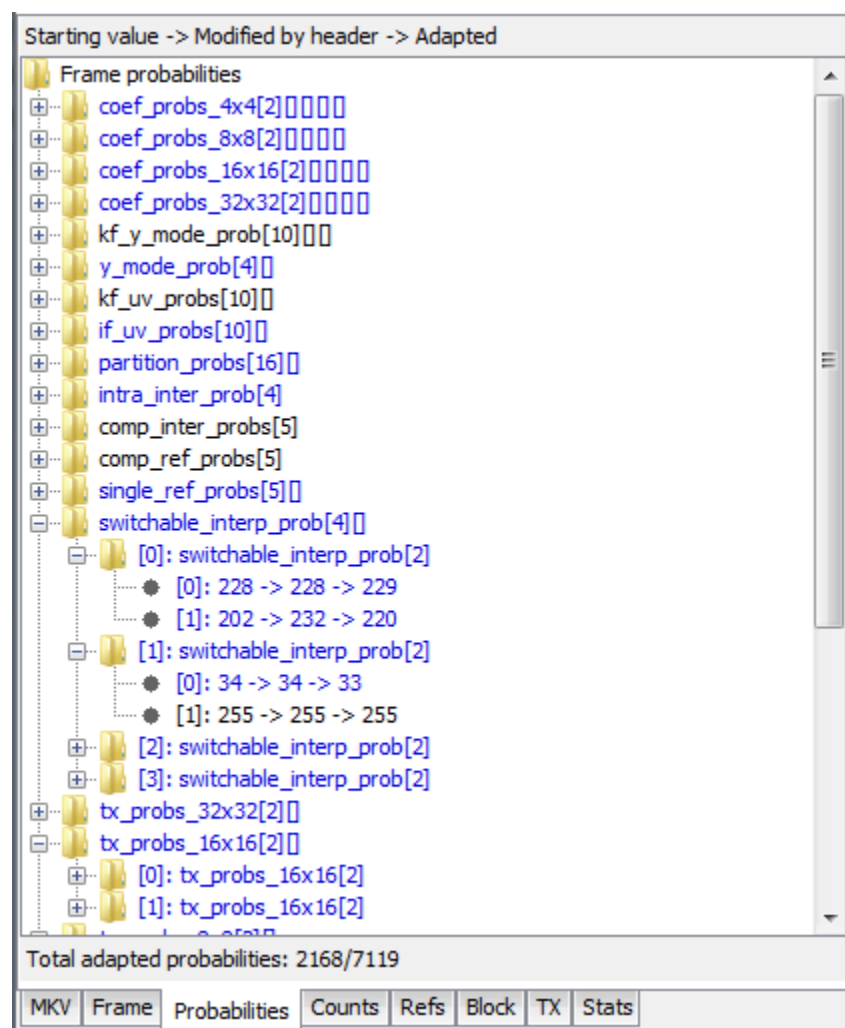 Starting value -> Modified by header -> Adapted
Frame probabilities
coef_probs_4x4[2][][][][]
coef_probs_8x8[2][][][][]
coef_probs_16x16[2][][][][]
coef_probs_32x32[2][][][][]
kf_y_mode_prob[10][][]
y_mode_prob[4][]
kf_uv_probs[10][]
if_uv_probs[10][]
partition_probs[16][]
intra_inter_prob[4]
comp_inter_probs[5]
comp_ref_probs[5]
single_ref_probs[5][]
switchable_interp_prob[4][]
[0]: switchable_interp_prob[2]
[0]: 228 -> 228 -> 229
[1]: 202 -> 232 -> 220
[1]: switchable_interp_prob[2]
[0]: 34 -> 34 -> 33
[1]: 255 -> 255 -> 255
[2]: switchable_interp_prob[2]
[3]: switchable_interp_prob[2]
tx_probs_32x32[2][]
tx_probs_16x16[2][]
[0]: tx_probs_16x16[2]
[1]: tx_probs_16x16[2]
Total adapted probabilities: 2168/7119
MKV Frame Probabilities Counts Refs Block TX Stats